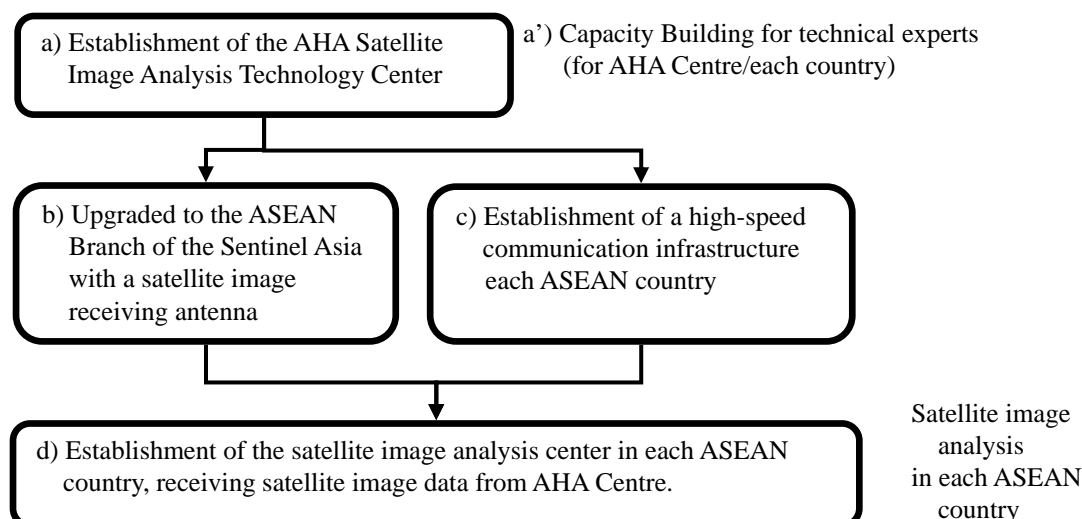 a) Establishment of the AHA Satellite
Image Analysis Technology Center
a’) Capacity Building for technical experts
(for AHA Centre/each country)
b) Upgraded to the ASEAN
Branch of the Sentinel Asia
with a satellite image
receiving antenna
c) Establishment of a high-speed
communication infrastructure
each ASEAN country
d) Establishment of the satellite image analysis center in each ASEAN
country, receiving satellite image data from AHA Centre.
Satellite image
analysis
in each ASEAN
country